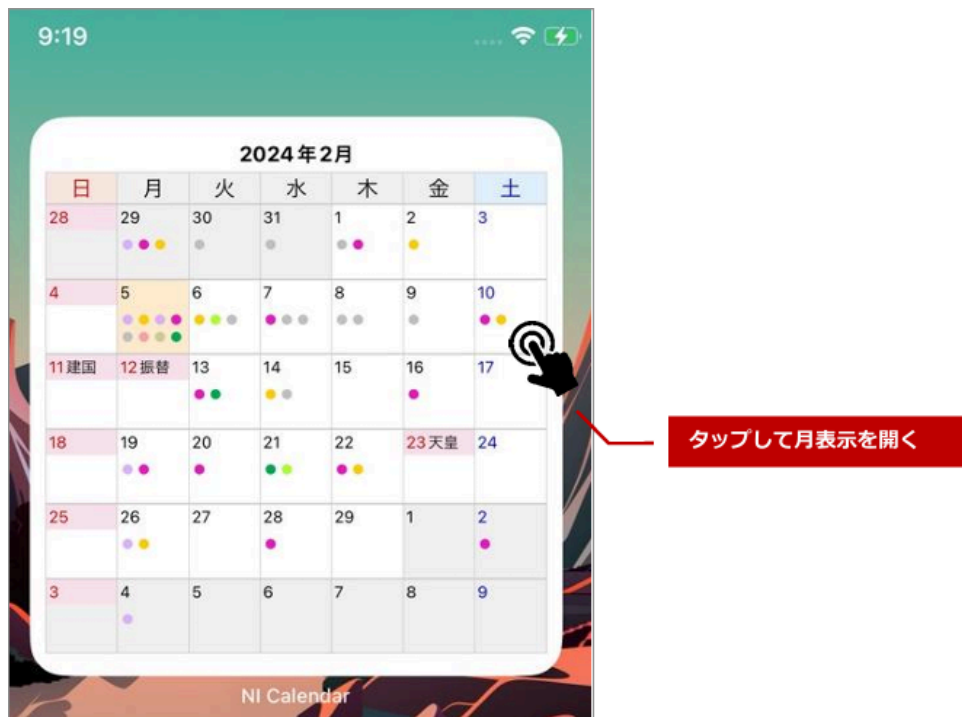 9:19
2024年2月
日 月 火 水 木 金 土
28 29 30 31 1 2 3
4 5 6 7 8 9 10
11建国 12振替 13 14 15 16 17
18 19 20 21 22 23天皇 24
タップして月表示を開く
25 26 27 28 29 1 2
3 4 5 6 7 8 9
NI Calendar